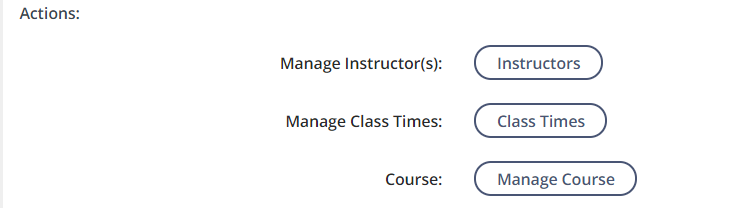 Actions:
Manage Instructor(s): Instructors
Manage Class Times: Class Times
Course: Manage Course